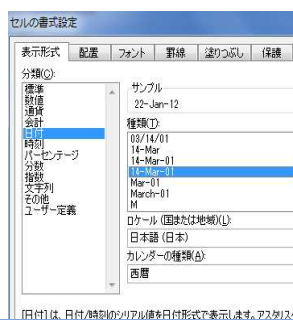 セルの書式設定
表示形式 配置 フォント 罫線 塗りつぶし 保護
分類(C):
標準
数値
通貨
会計
日付
時刻
パーセンテージ
分数
指数
文字列
その他
ユーザー定義
サンプル
22-Jan-12
種類(T):
03/14/01
14-Mar
14-Mar-01
14-Mar-01
Mar-01
March-01
M
ロケール (国または地域)(L):
日本語 (日本)
カレンダーの種類(A):
西暦
[日付] は、日付/時刻のシリアル値を日付形式で表示します。アスタリスク